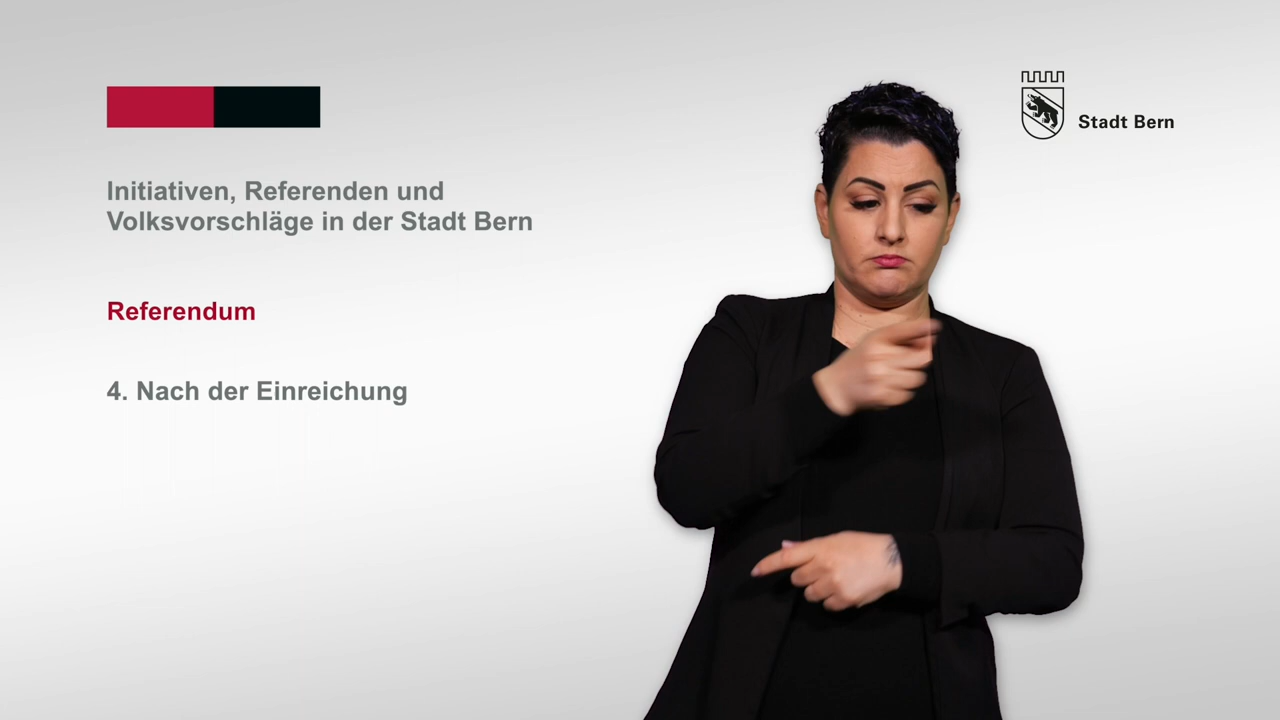 Stadt Bern
Initiativen, Referenden und
Volksvorschläge in der Stadt Bern
Referendum
4. Nach der Einreichung